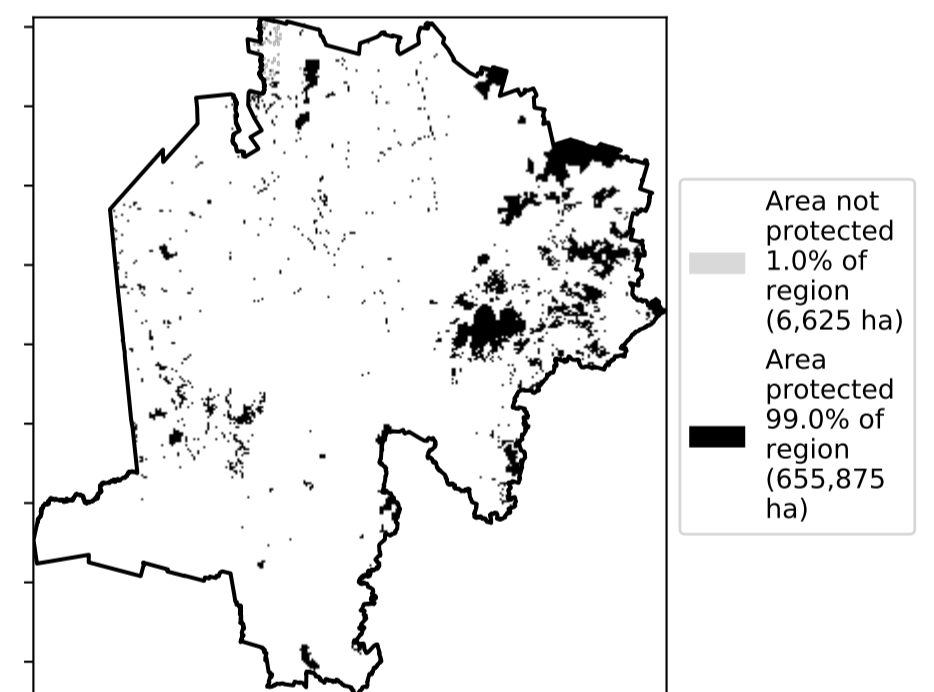 Area not
protected
1.0% of
region
(6,625 ha)
Area
protected
99.0% of
region
(655,875
ha)